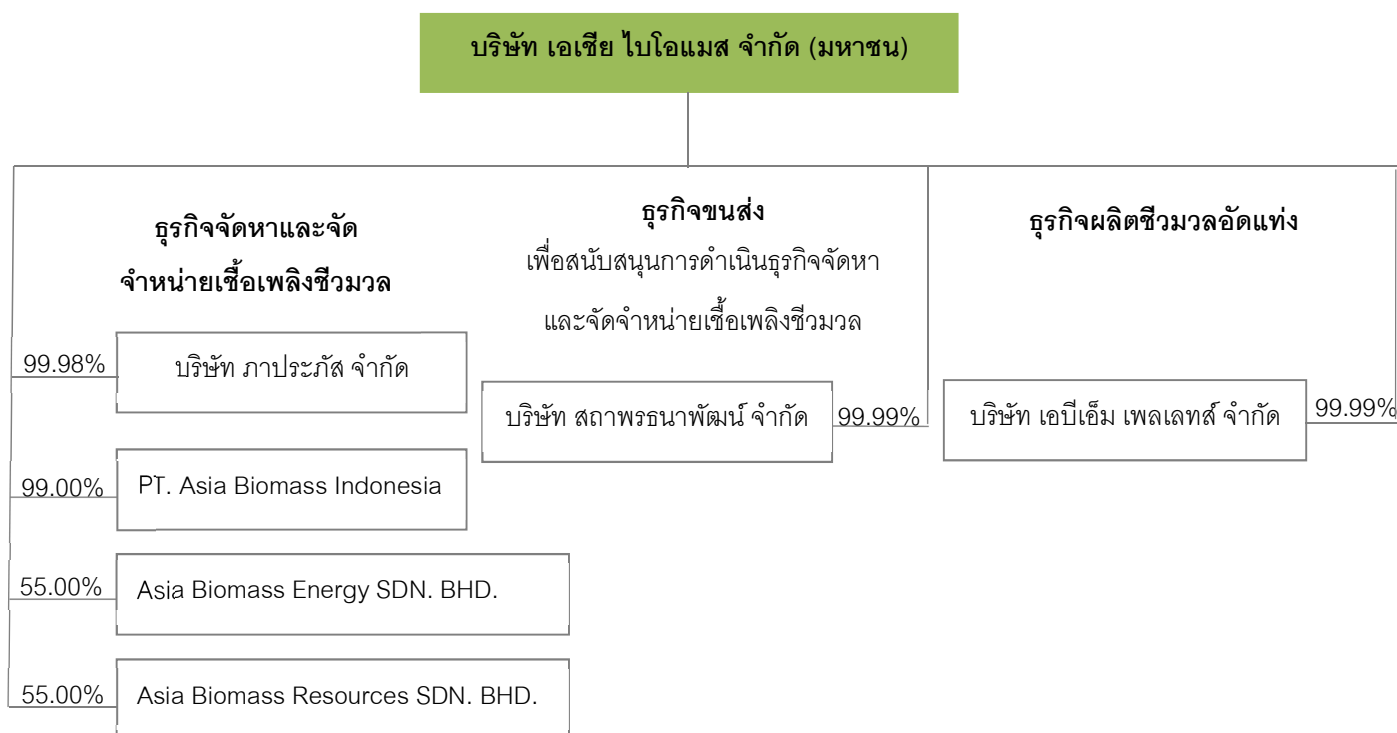 บริษัท เอเชีย ไบโอแมส จำกัด (มหาชน)
ธุรกิจจัดหาและจัด
จำหน่ายเชื้อเพลิงชีวมวล
99.98%
บริษัท ภาประภัส จำกัด
99.00%
PT. Asia Biomass Indonesia
55.00%
Asia Biomass Energy SDN. BHD.
55.00%
Asia Biomass Resources SDN. BHD.
ธุรกิจขนส่ง
เพื่อสนับสนุนการดำเนินธุรกิจจัดหา
และจัดจำหน่ายเชื้อเพลิงชีวมวล
บริษัท สถาพรธนาพัฒน์ จำกัด
99.99%
ธุรกิจผลิตชีวมวลอัดแท่ง
บริษัท เอบีเอ็ม เพลเลทส์ จำกัด
99.99%